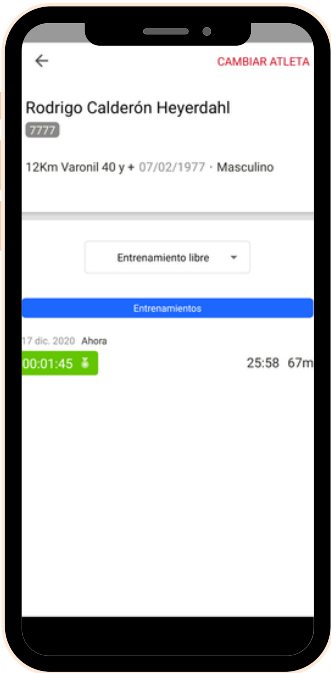 CAMBIAR ATLETA
Rodrigo Calderón Heyerdahl
7777
12Km Varonil 40 y + 07/02/1977 · Masculino
Entrenamiento libre
Entrenamientos
17 dic. 2020 Ahora
00:01:45 25:58 67m